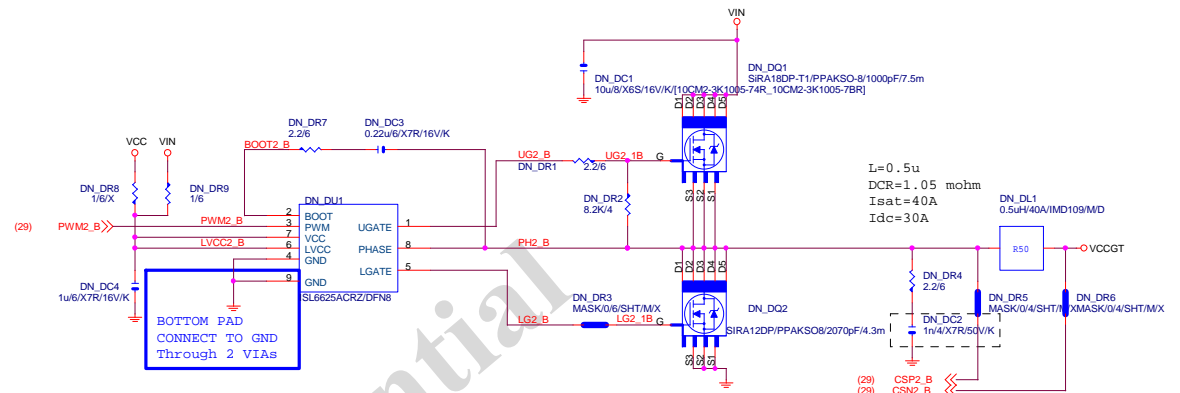 VIN
DN_DQ1
SiRA18DP-T1/PPAKSO-8/1000pF/7.5m
DN_DC1
10u/8/X6S/16V/K/[10CM2-3K1005-74R_10CM2-3K1005-7BR]
D1 D2 D3 D4 D5
DN_DR7
2.2/6
DN_DC3
0.22u/6/X7R/16V/K
VCC VIN
BOOT2_B
UG2_B
UG2_1B
G
DN_DR1
2.2/6
DN_DR8
1/6/X
DN_DR9
1/6
DN_DR2
8.2K/4
S3 S2 S1
L=0.5u
DCR=1.05 mohm
Isat=40A
Idc=30A
DN_DL1
0.5uH/40A/IMD109/M/D
DN_DU1
(29) PWM2_B PWM2_B
LVCC2_B
2 BOOT
3 PWM
7 VCC
6 LVCC
4 GND
9 GND
UGATE 1
PHASE 8
LGATE 5
SL6625ACRZ/DFN8
PH2_B
R50
VCCGT
D1 D2 D3 D4 D5
DN_DC4
1u/6/X7R/16V/K
BOTTOM PAD
CONNECT TO GND
Through 2 VIAs
DN_DR3
MASK/0/6/SHT/M/X
LG2_B
LG2_1B
G
DN_DQ2
SIRA12DP/PPAKSO8/2070pF/4.3m
S3 S2 S1
DN_DR4
2.2/6
DN_DR5
MASK/0/4/SHT/M/X
DN_DR6
MASK/0/4/SHT/M/X
DN_DC2
1n/4/X7R/50V/K
(29) CSP2_B
(29) CSN2_B
ential